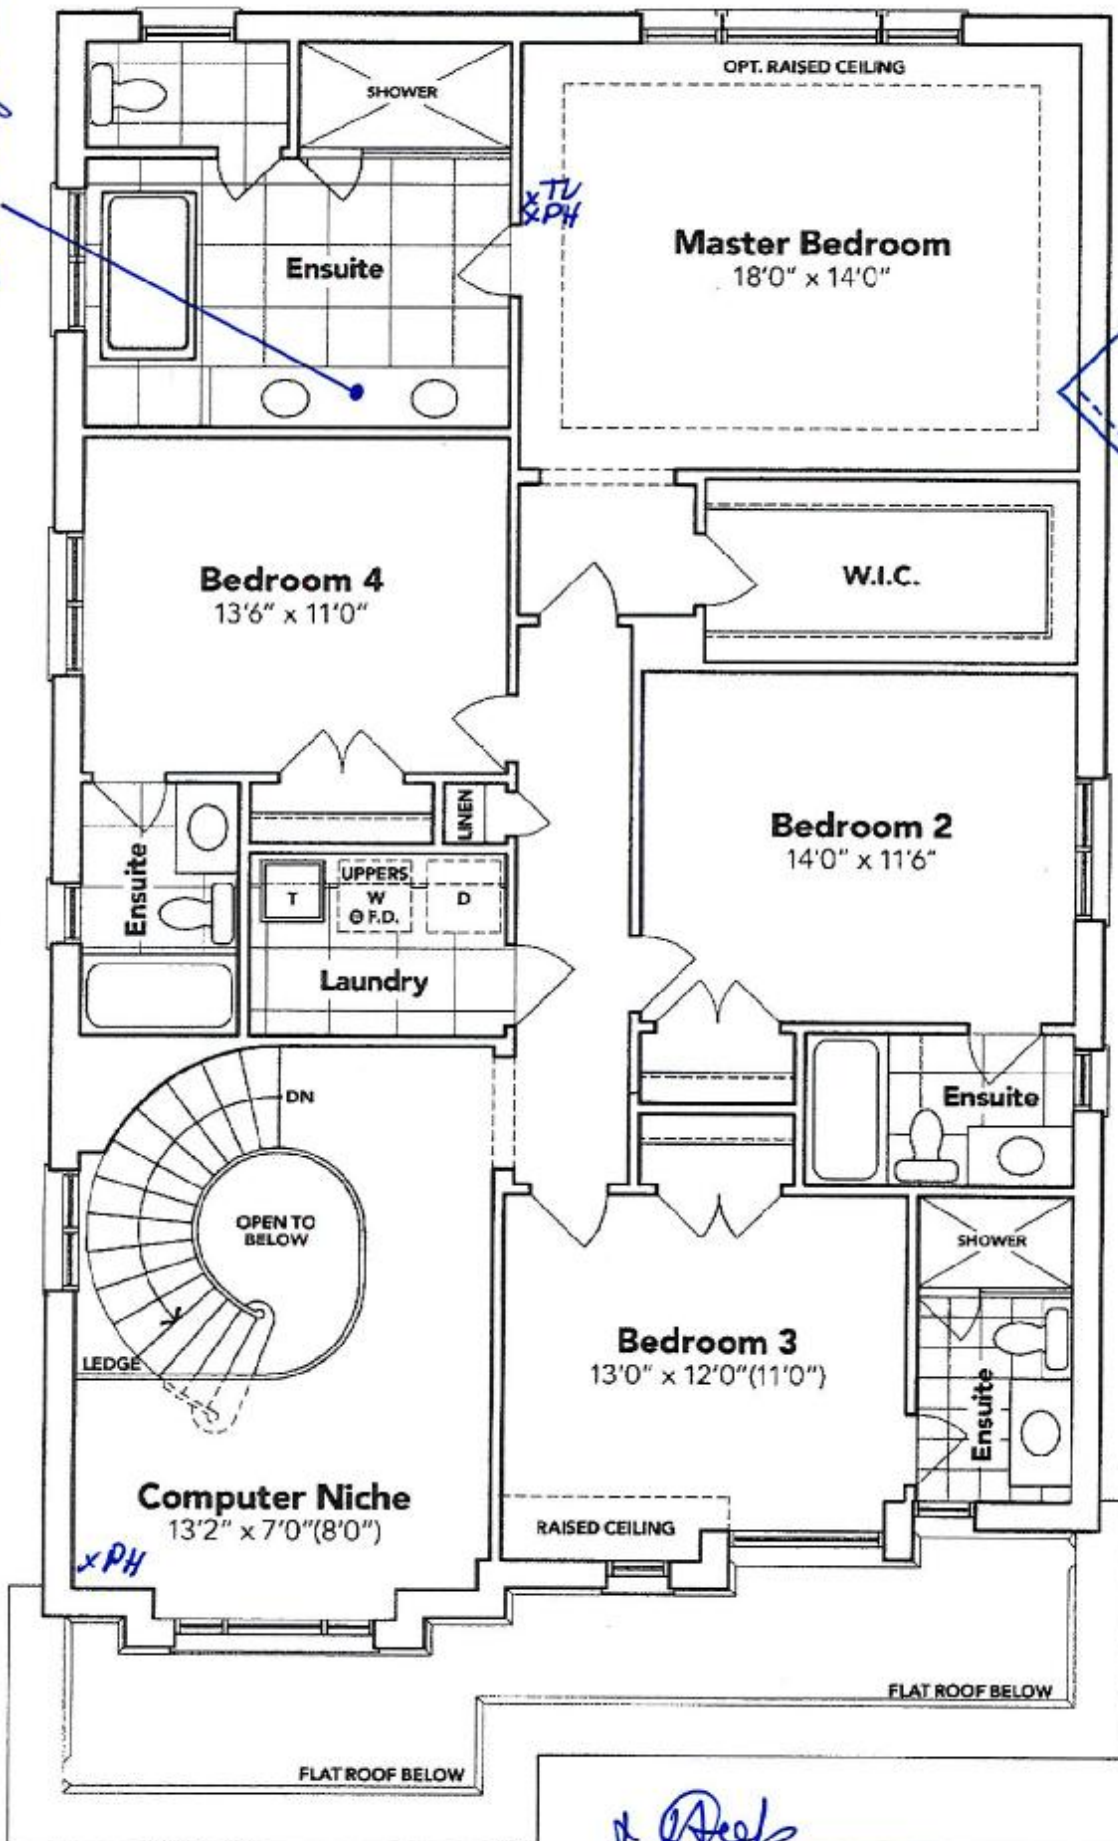 OPT. RAISED CEILING
SHOWER
x TV
x PH
Master Bedroom
18'0" x 14'0"
Ensuite
Bedroom 4
13'6" x 11'0"
W.I.C.
LINEN
Bedroom 2
14'0" x 11'6"
Ensuite
UPPERS
T
W
D
F.D.
Laundry
DN
Ensuite
OPEN TO
BELOW
SHOWER
LEDGE
Bedroom 3
13'0" x 12'0"(11'0")
Ensuite
Computer Niche
13'2" x 7'0"(8'0")
RAISED CEILING
x PH
FLAT ROOF BELOW
FLAT ROOF BELOW